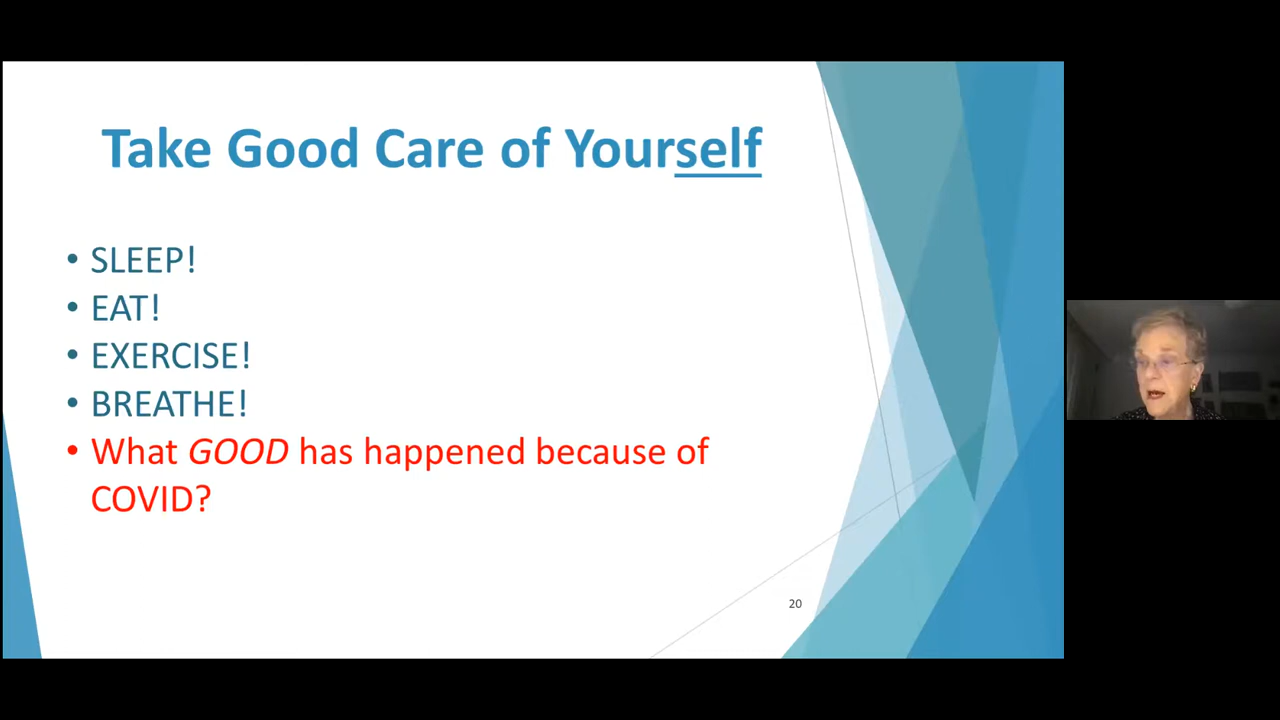 Take Good Care of Yourself
• SLEEP!
• EAT!
• EXERCISE!
• BREATHE!
• What GOOD has happened because of
COVID?
20